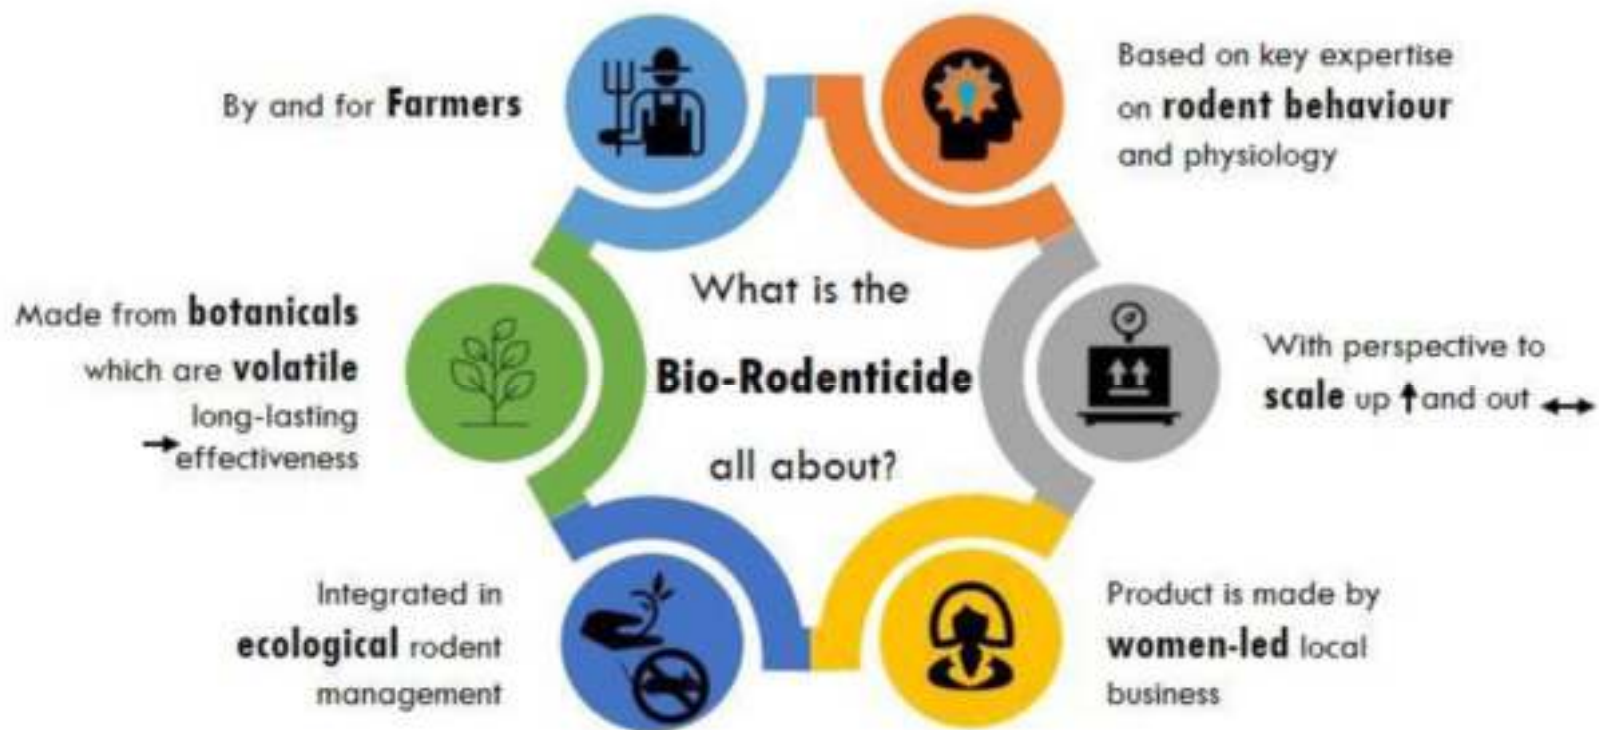 By and for Farmers
Based on key expertise
on rodent behaviour
and physiology
Made from botanicals
which are volatile
long-lasting
→effectiveness
What is the
Bio-Rodenticide
all about?
With perspective to
scale up ↑and out ↔
Integrated in
ecological rodent
management
Product is made by
women-led local
business